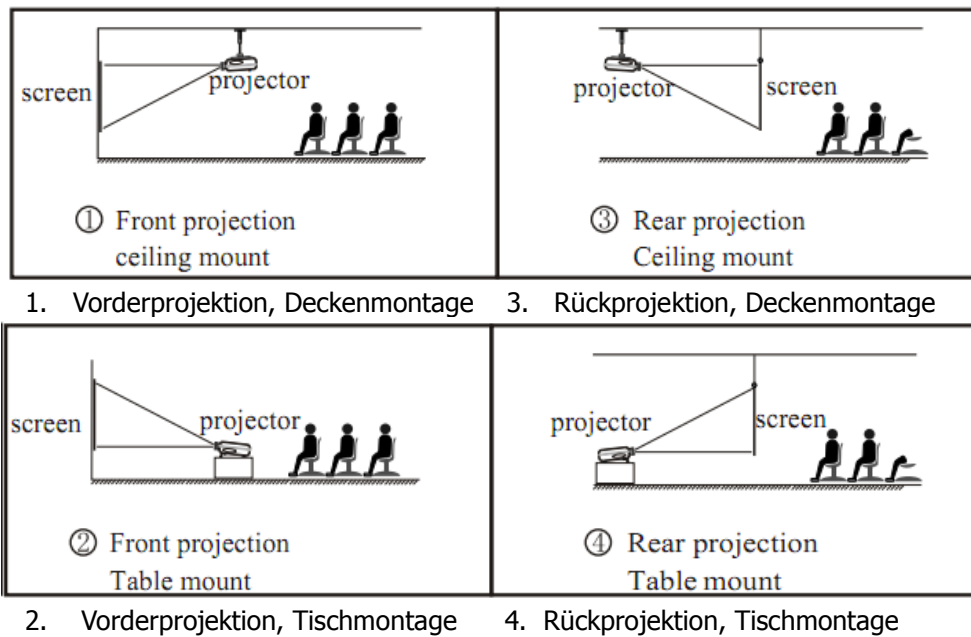 screen
projector
① Front projection
ceiling mount
projector
screen
③ Rear projection
Ceiling mount
1. Vorderprojektion, Deckenmontage
3. Rückprojektion, Deckenmontage
screen
projector
② Front projection
Table mount
projector
screen
④ Rear projection
Table mount
2. Vorderprojektion, Tischmontage
4. Rückprojektion, Tischmontage